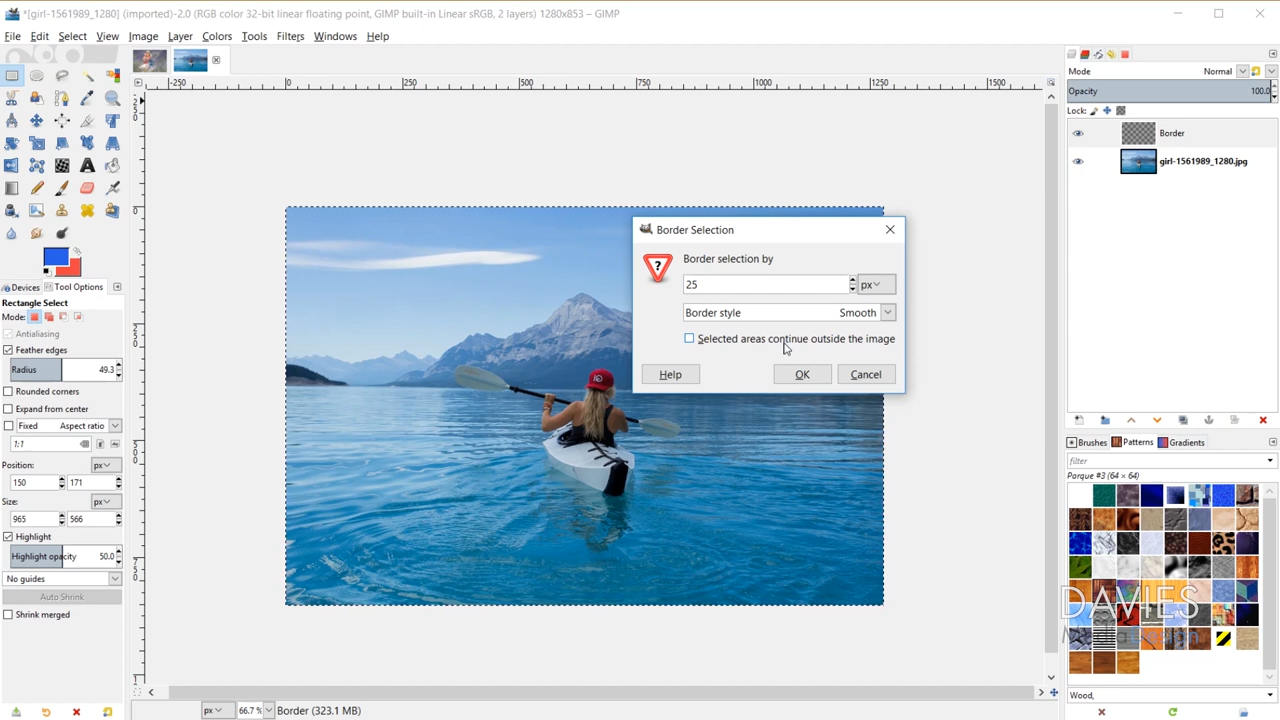 *[girl-1561989_1280] (imported)-2.0 (RGB color 32-bit linear floating point, GIMP built-in Linear sRGB, 2 layers) 1280x853 – GIMP
File Edit Select View Image Layer Colors Tools Filters Windows Help
-250 0 250 500 750 1000 1250 1500
Devices Tool Options
Rectangle Select
Mode:
Antialiasing
Feather edges
Radius 49.3
Rounded corners
Expand from center
Fixed Aspect ratio
1:1
Position: px
150 171
Size: px
965 566
Highlight
Highlight opacity 50.0
No guides
Auto Shrink
Shrink merged
0
250
500
750
Border Selection
Border selection by
25 px
Border style Smooth
Selected areas continue outside the image
Help OK Cancel
px 66.7 % Border (323.1 MB)
Mode Normal
Opacity 100.0
Lock:
Border
girl-1561989_1280.jpg
Brushes Patterns Gradients
filter
Parque #3 (64 × 64)
DAVIES
Wood,